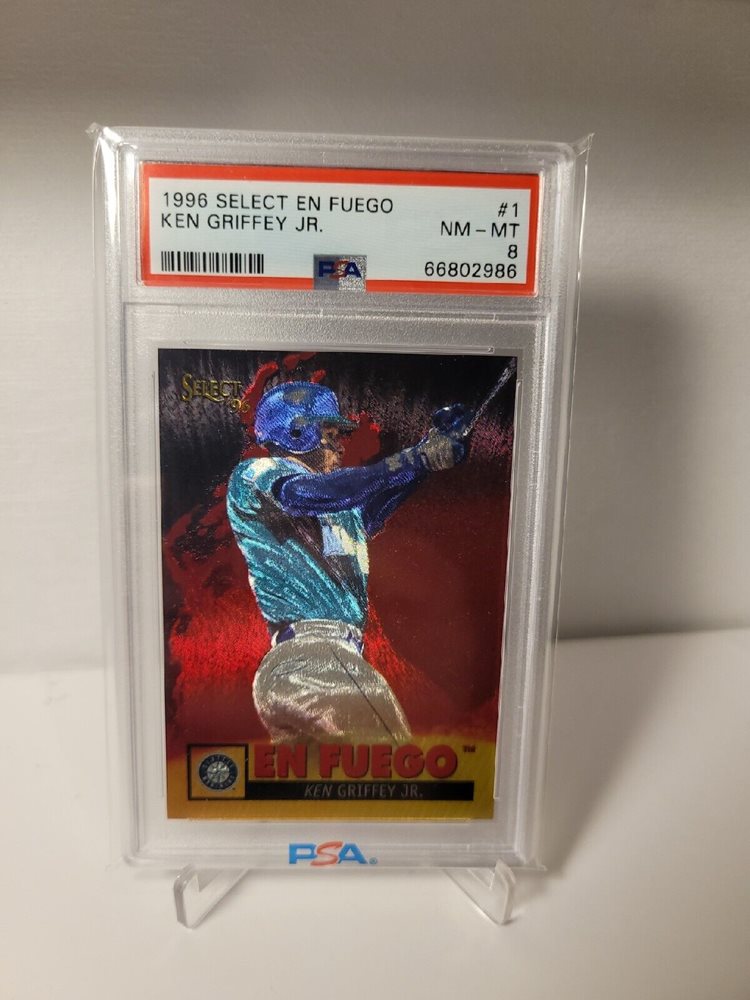 1996 SELECT EN FUEGO #1
KEN GRIFFEY JR. NM - MT
8
PSA 66802986
SELECT
96
EN FUEGO™
KEN GRIFFEY JR.
PSA®